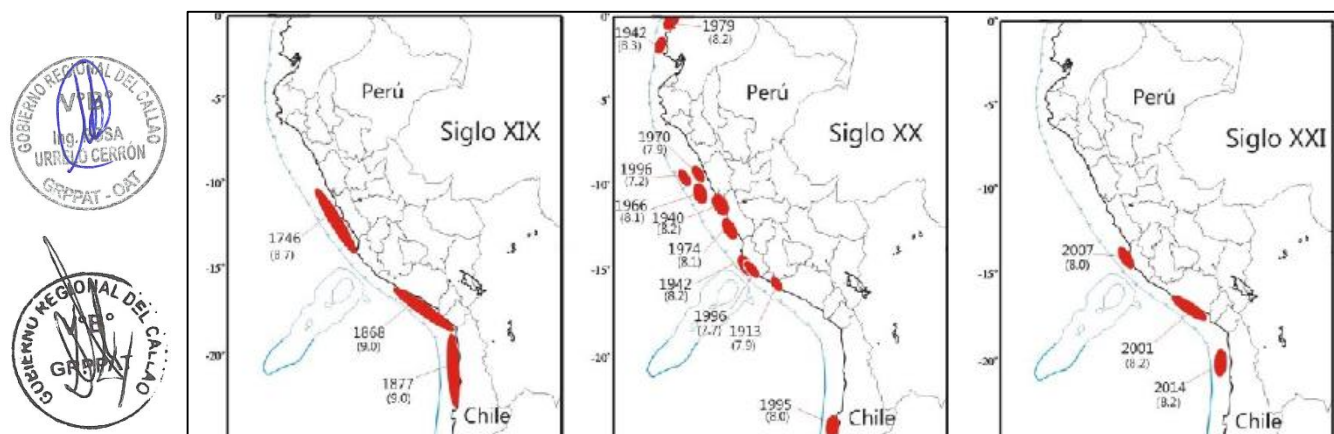 GOBIERNO REGIONAL DEL CALLAO
V°B°
Ing. ROSA
URRELO CERRÓN
GRPPAT - OAT
GOBIERNO REGIONAL DEL CALLAO
V°B°
GRPPAT
0°
-5°
-10°
-15°
-20°
Perú
Siglo XIX
1746
(8.7)
1868
(9.0)
1877
(9.0)
Chile
0°
-5°
-10°
-15°
-20°
1942
(8.3)
1979
(8.2)
Perú
Siglo XX
1970
(7.9)
1996
(7.2)
1966
(8.1)
1940
(8.2)
1974
(8.1)
1942
(8.2)
1996
(7.7)
1913
(7.9)
1995
(8.0)
Chile
0°
-5°
-10°
-15°
-20°
Perú
Siglo XXI
2007
(8.0)
2001
(8.2)
2014
(8.2)
Chile